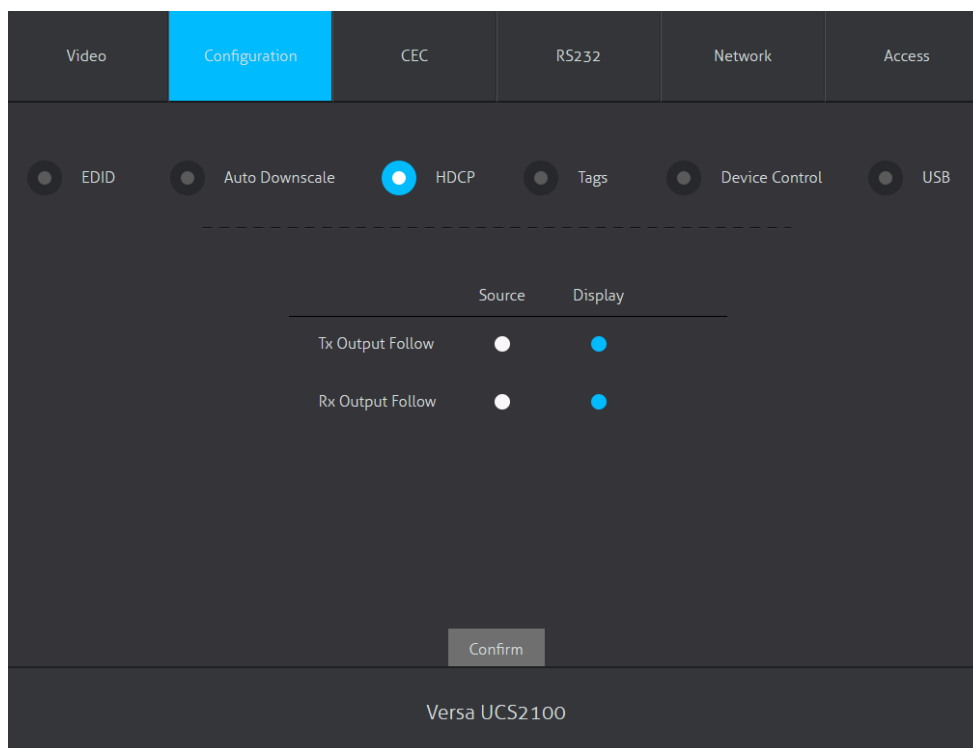 Video Configuration CEC RS232 Network Access
EDID Auto Downscale HDCP Tags Device Control USB
Source Display
Tx Output Follow
Rx Output Follow
Confirm
Versa UCS2100